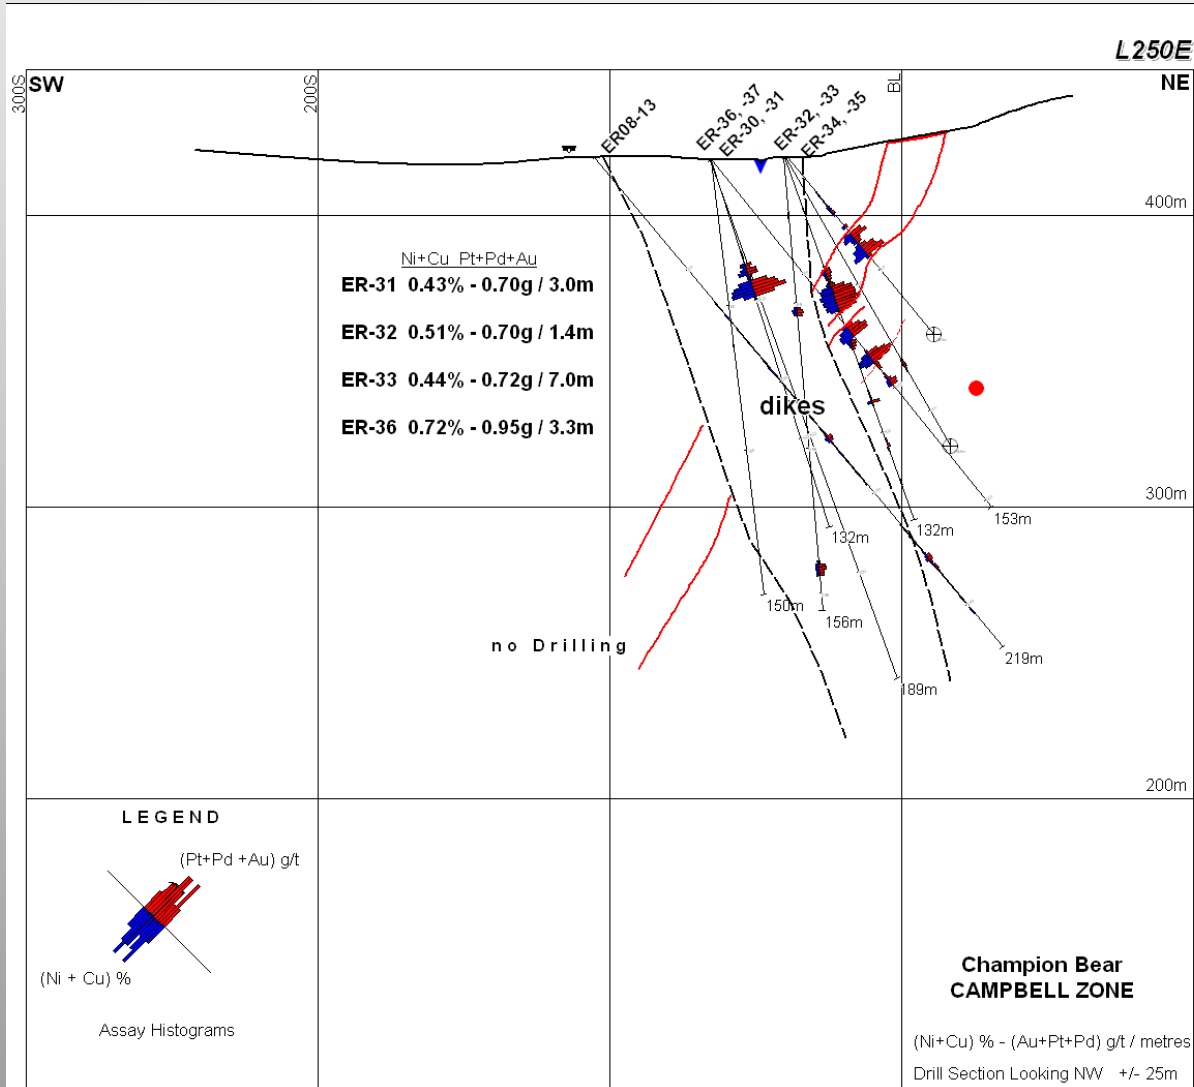 L250E
300S
SW
200S
BL
NE
ER08-13
ER-36, -37
ER-30, -31
ER-32, -33
ER-34, -35
400m
Ni+Cu Pt+Pd+Au
ER-31 0.43% - 0.70g / 3.0m
ER-32 0.51% - 0.70g / 1.4m
ER-33 0.44% - 0.72g / 7.0m
ER-36 0.72% - 0.95g / 3.3m
dikes
300m
153m
132m
132m
150m
156m
no Drilling
219m
189m
200m
LEGEND
(Pt+Pd +Au) g/t
(Ni + Cu) %
Assay Histograms
Champion Bear
CAMPBELL ZONE
(Ni+Cu) % - (Au+Pt+Pd) g/t / metres
Drill Section Looking NW +/- 25m